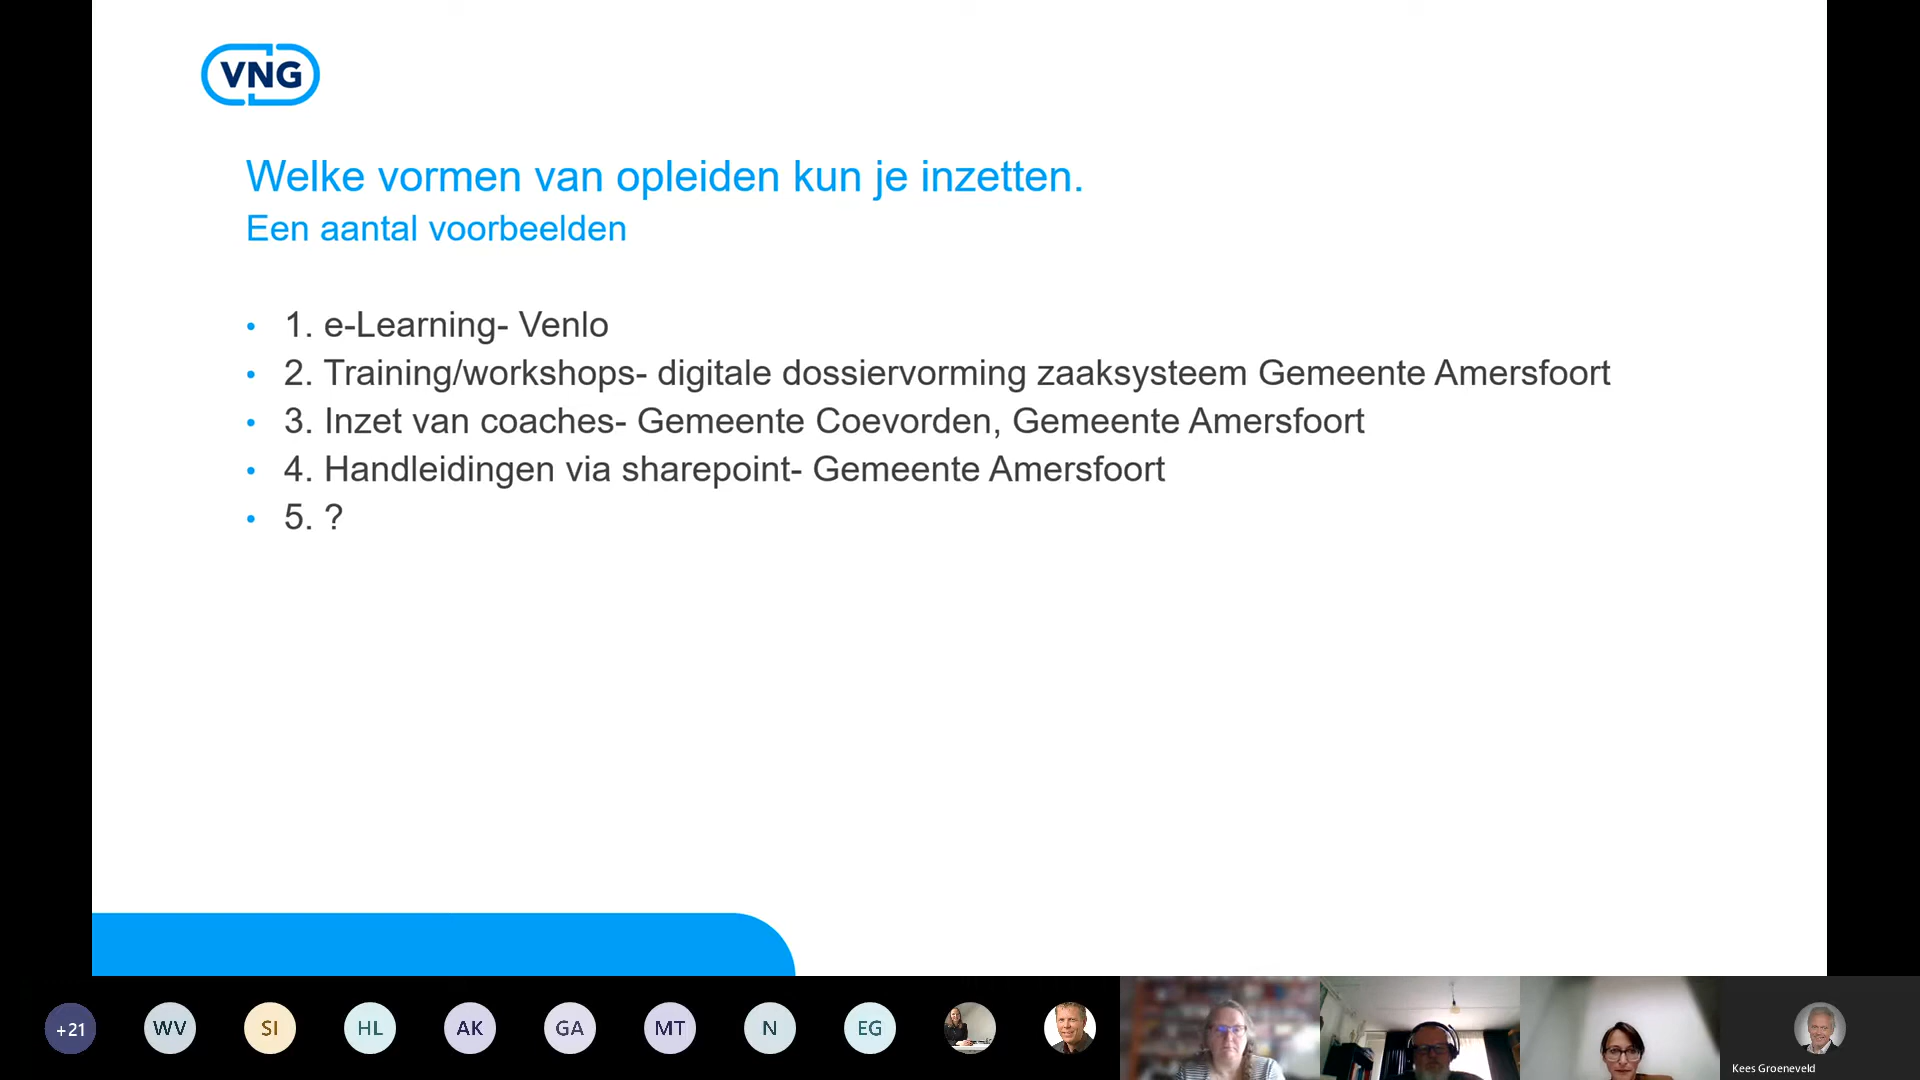 VNG
Welke vormen van opleiden kun je inzetten.
Een aantal voorbeelden
• 1. e-Learning- Venlo
• 2. Training/workshops- digitale dossiervorming zaaksysteem Gemeente Amersfoort
• 3. Inzet van coaches- Gemeente Coevorden, Gemeente Amersfoort
• 4. Handleidingen via sharepoint- Gemeente Amersfoort
• 5. ?
+21 WV SI HL AK GA MT N EG
Kees Groeneveld